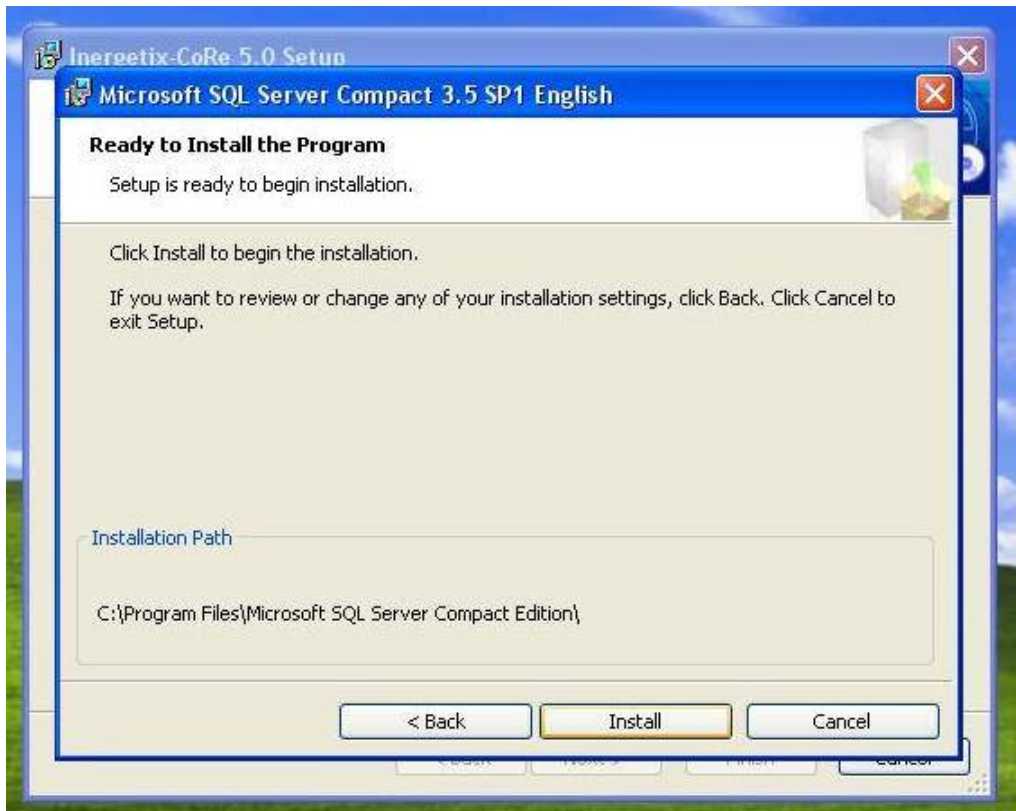 Inergetix-CoRe 5.0 Setup
Microsoft SQL Server Compact 3.5 SP1 English
Ready to Install the Program
Setup is ready to begin installation.
Click Install to begin the installation.
If you want to review or change any of your installation settings, click Back. Click Cancel to
exit Setup.
Installation Path
C:\Program Files\Microsoft SQL Server Compact Edition\
< Back Install Cancel
Cancel